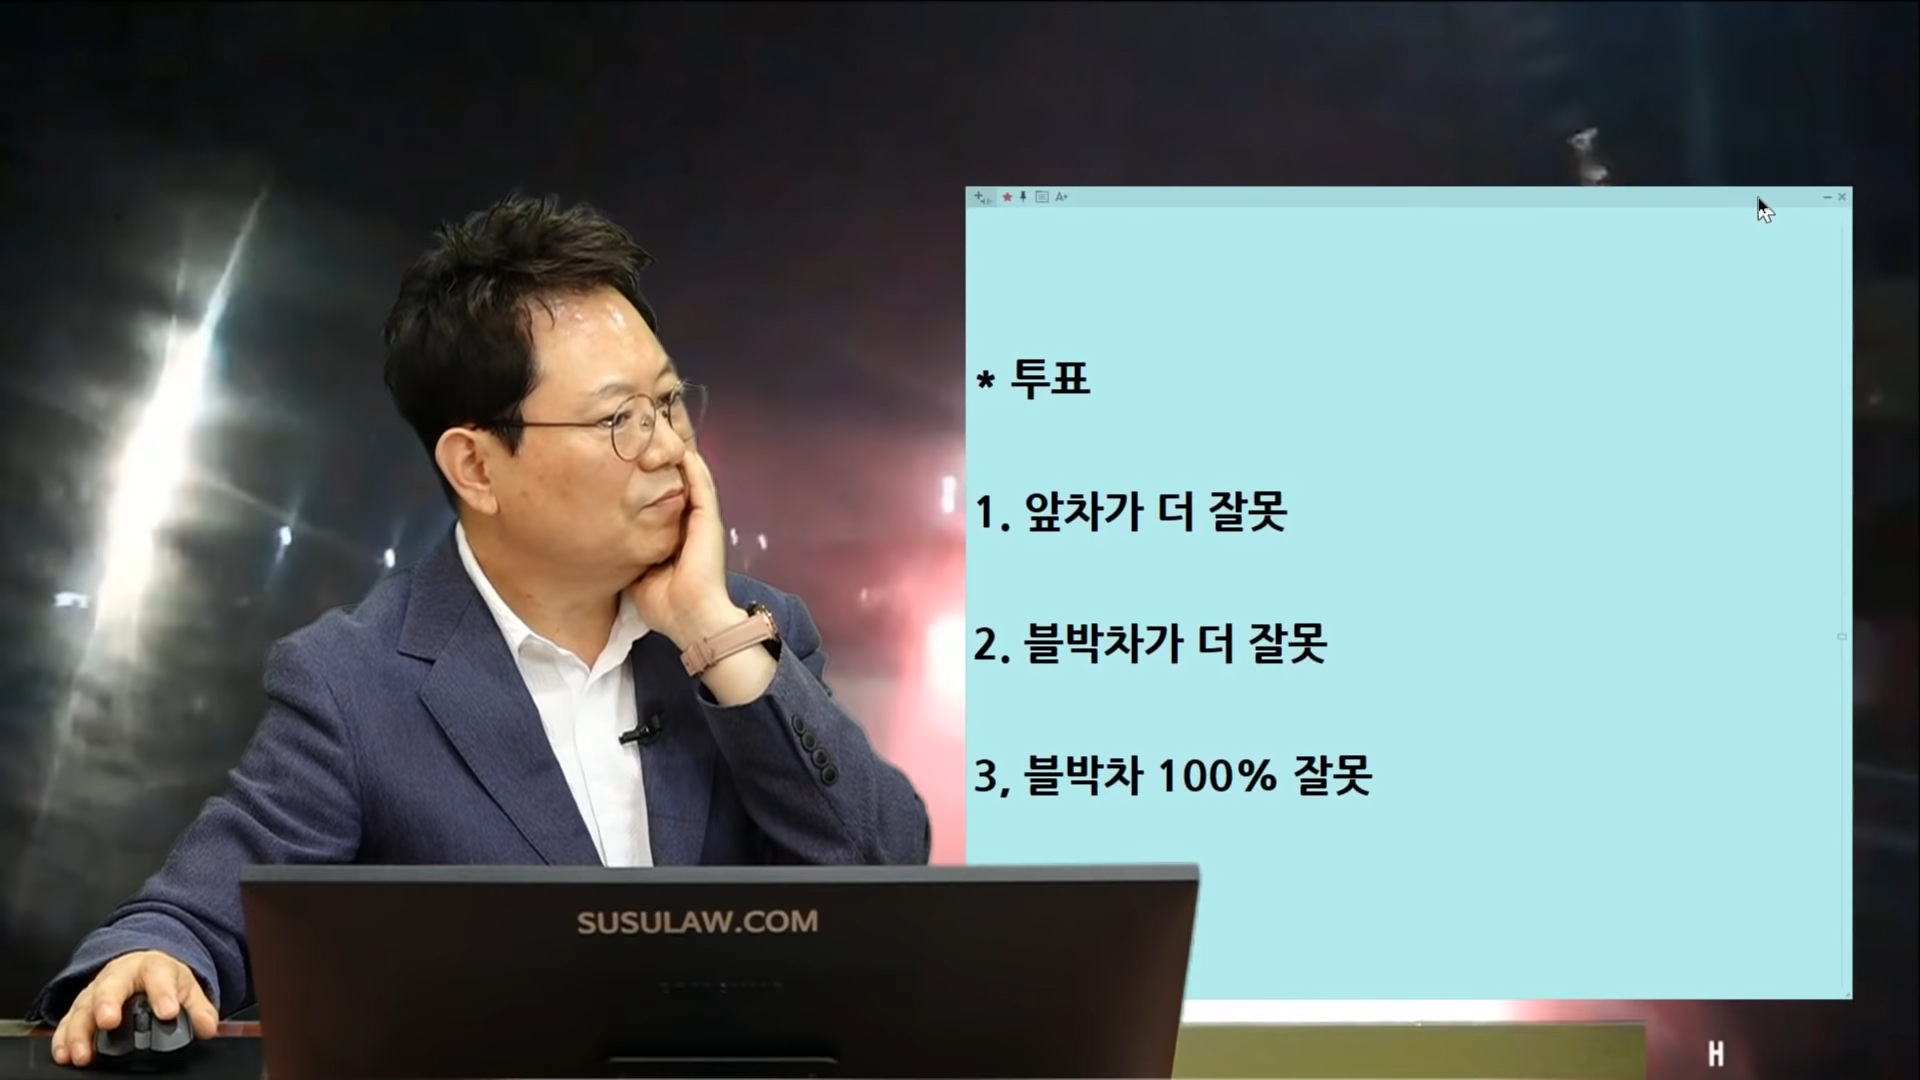 * 투표
1. 앞차가 더 잘못
2. 블박차가 더 잘못
3, 블박차 100% 잘못
SUSULAW.COM
H